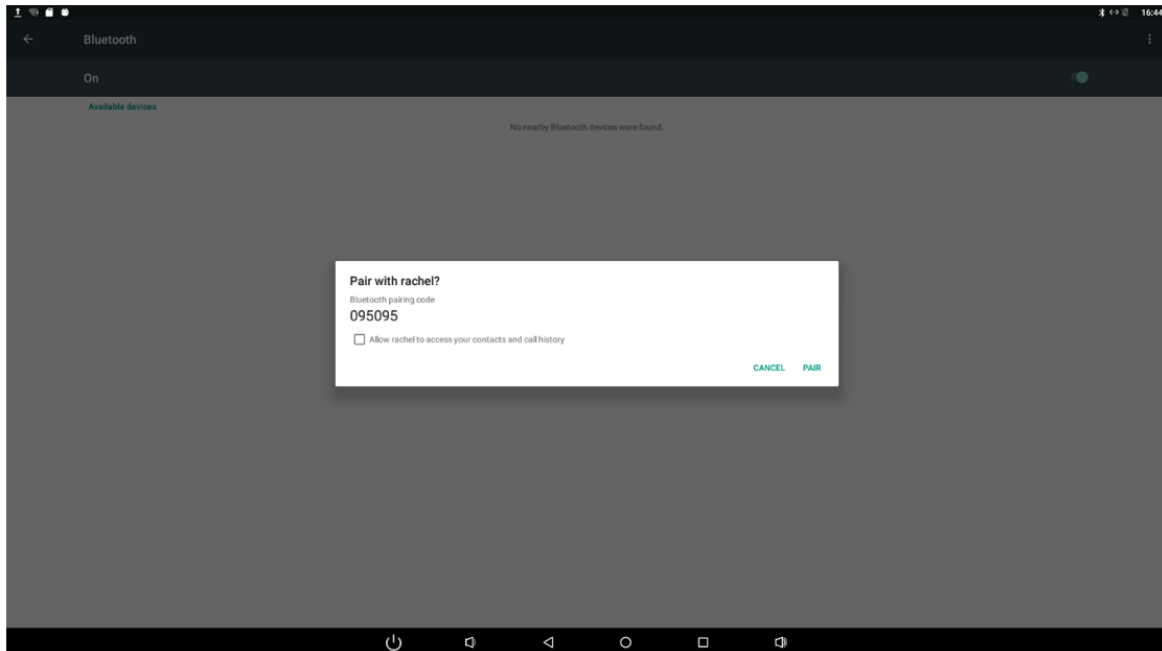 16:44
Bluetooth
On
Available devices
No nearby Bluetooth devices were found.
Pair with rachel?
Bluetooth pairing code
095095
Allow rachel to access your contacts and call history
CANCEL PAIR